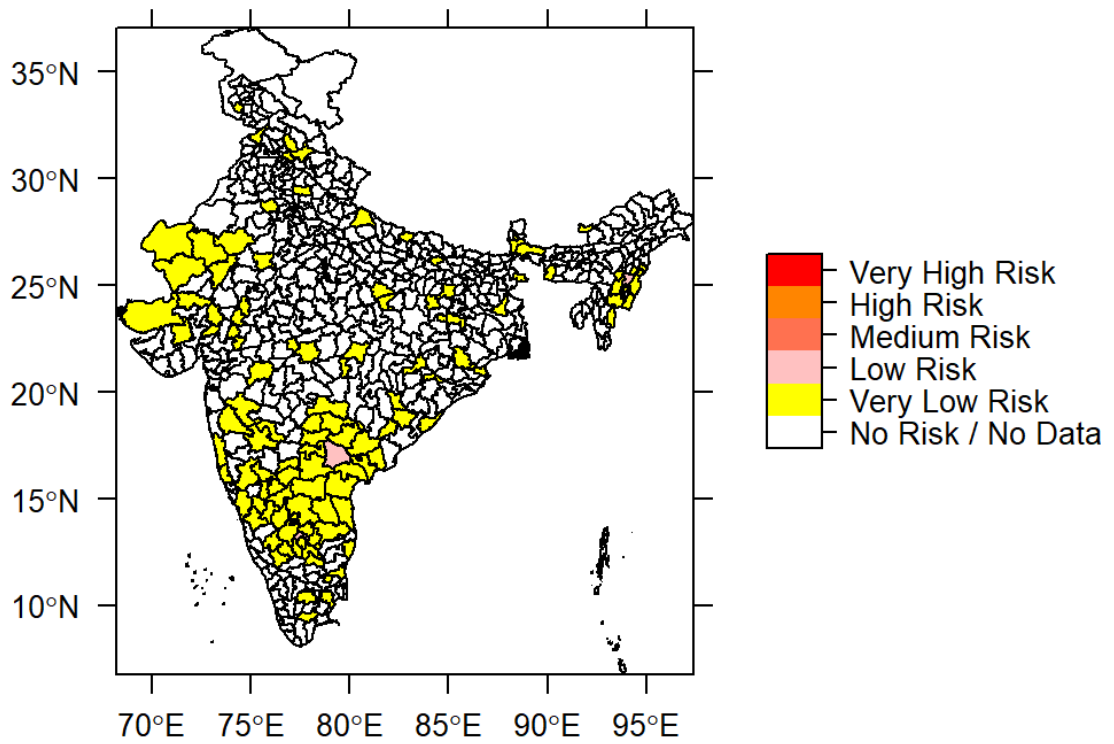 35°N
30°N
25°N
20°N
15°N
10°N
70°E 75°E 80°E 85°E 90°E 95°E
Very High Risk
High Risk
Medium Risk
Low Risk
Very Low Risk
No Risk / No Data